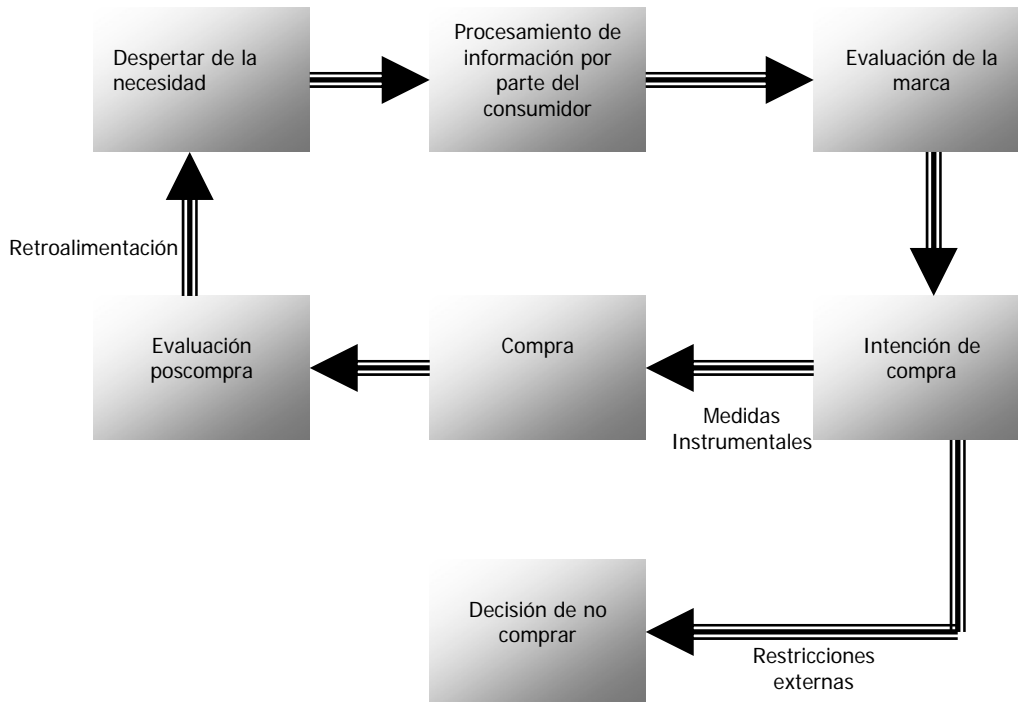 Despertar de la
necesidad
Procesamiento de
información por
parte del
consumidor
Evaluación de la
marca
Retroalimentación
Evaluación
poscompra
Compra
Intención de
compra
Medidas
Instrumentales
Decisión de no
comprar
Restricciones
externas